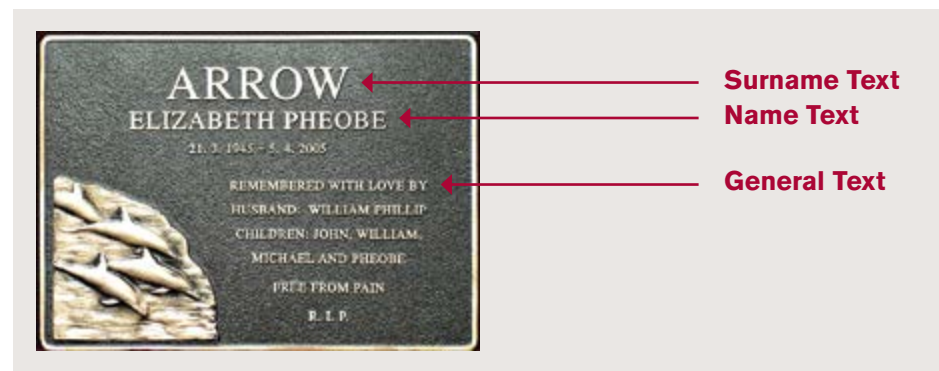 ARROW
Surname Text
ELIZABETH PHEOBE
Name Text
21. 3. 1945 - 5. 4. 2005
REMEMBERED WITH LOVE BY
General Text
HUSBAND: WILLIAM PHILLIP
CHILDREN: JOHN, WILLIAM,
MICHAEL AND PHEOBE
FREE FROM PAIN
R. I. P.